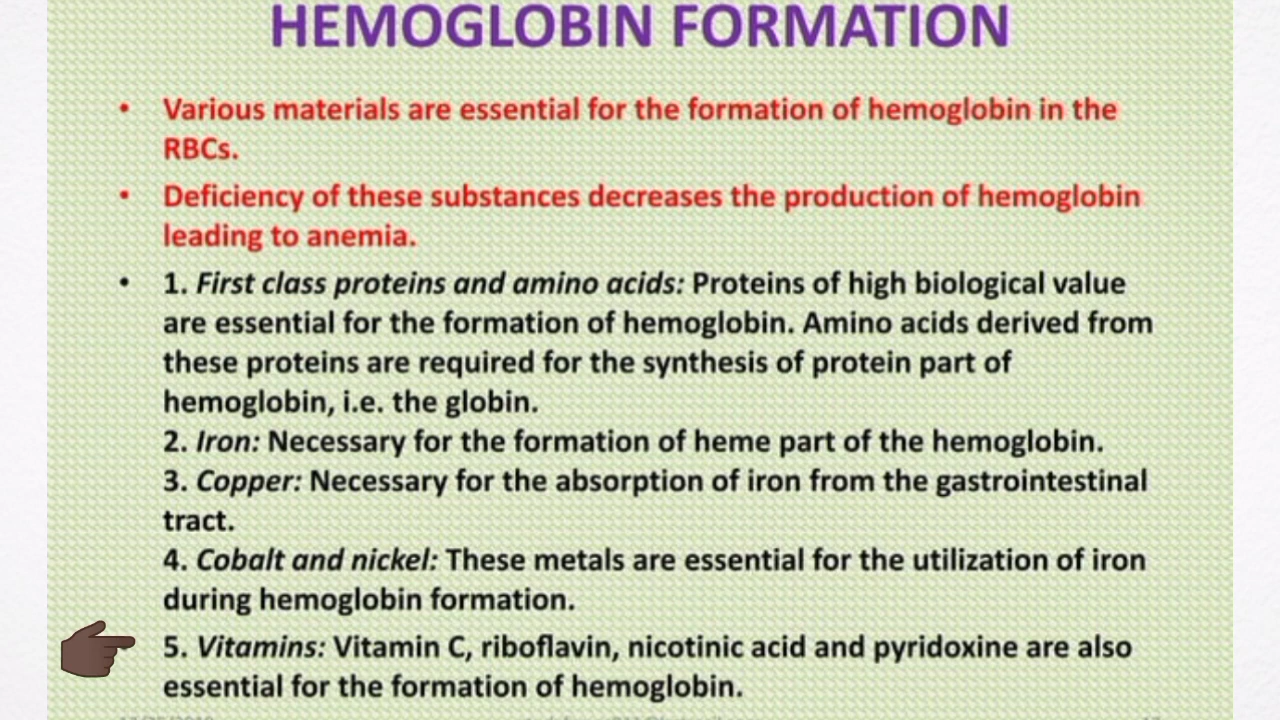 HEMOGLOBIN FORMATION
• Various materials are essential for the formation of hemoglobin in the
RBCs.
• Deficiency of these substances decreases the production of hemoglobin
leading to anemia.
• 1. First class proteins and amino acids: Proteins of high biological value
are essential for the formation of hemoglobin. Amino acids derived from
these proteins are required for the synthesis of protein part of
hemoglobin, i.e. the globin.
2. Iron: Necessary for the formation of heme part of the hemoglobin.
3. Copper: Necessary for the absorption of iron from the gastrointestinal
tract.
4. Cobalt and nickel: These metals are essential for the utilization of iron
during hemoglobin formation.
5. Vitamins: Vitamin C, riboflavin, nicotinic acid and pyridoxine are also
essential for the formation of hemoglobin.